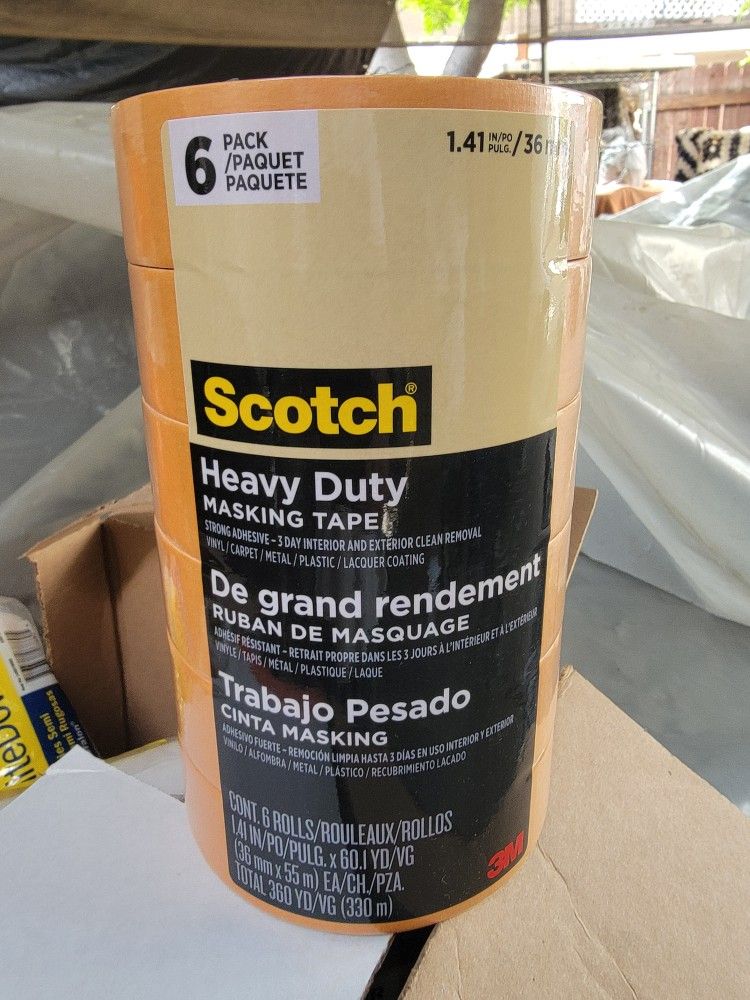 6 PACK
/PAQUET
PAQUETE
1.41 IN/PO PULG./36
Scotch®
Heavy Duty
MASKING TAPE
STRONG ADHESIVE – 3 DAY INTERIOR AND EXTERIOR CLEAN REMOVAL
VINYL / CARPET / METAL / PLASTIC / LACQUER COATING
De grand rendement
RUBAN DE MASQUAGE
ADHÉSIF RÉSISTANT – RETRAIT PROPRE DANS LES 3 JOURS À L'INTÉRIEUR ET À L'EXTÉRIEUR
VINYLE / TAPIS / MÉTAL / PLASTIQUE / LAQUE
Trabajo Pesado
CINTA MASKING
ADHESIVO FUERTE – REMOCIÓN LIMPIA HASTA 3 DÍAS EN USO INTERIOR Y EXTERIOR
VINILO / ALFOMBRA / METAL / PLÁSTICO / RECUBRIMIENTO LACADO
CONT. 6 ROLLS/ROULEAUX/ROLLOS
1.41 IN/PO/PULG. x 60.1 YD/VG
(36 mm x 55 m) EA/CH./PZA.
TOTAL 360 YD/VG (330 m)
3M
es Semi
Rugosas